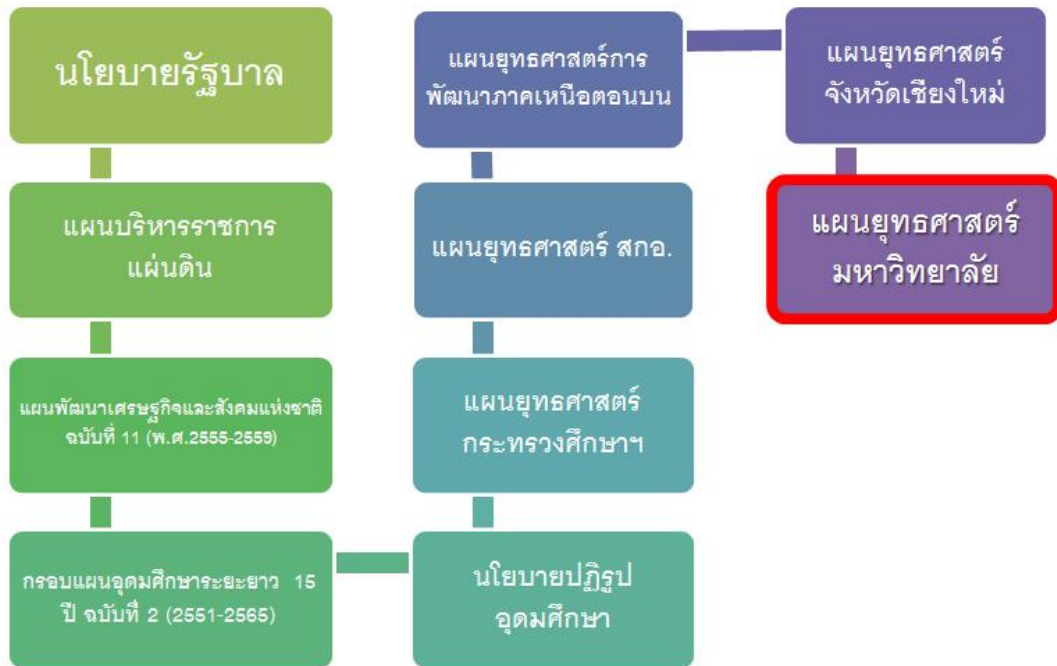 นโยบายรัฐบาล
แผนบริหารราชการ
แผ่นดิน
แผนพัฒนาเศรษฐกิจและสังคมแห่งชาติ
ฉบับที่ 11 (พ.ศ.2555-2559)
กรอบแผนอุดมศึกษาระยะยาว 15
ปี ฉบับที่ 2 (2551-2565)
นโยบายปฏิรูป
อุดมศึกษา
แผนยุทธศาสตร์
กระทรวงศึกษาฯ
แผนยุทธศาสตร์ สกอ.
แผนยุทธศาสตร์การ
พัฒนาภาคเหนือตอนบน
แผนยุทธศาสตร์
จังหวัดเชียงใหม่
แผนยุทธศาสตร์
มหาวิทยาลัย